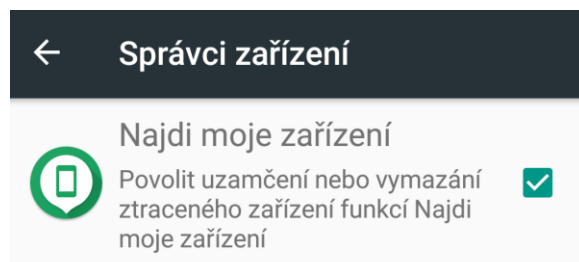 Správci zařízení
Najdi moje zařízení
Povolit uzamčení nebo vymazání
ztraceného zařízení funkcí Najdi
moje zařízení